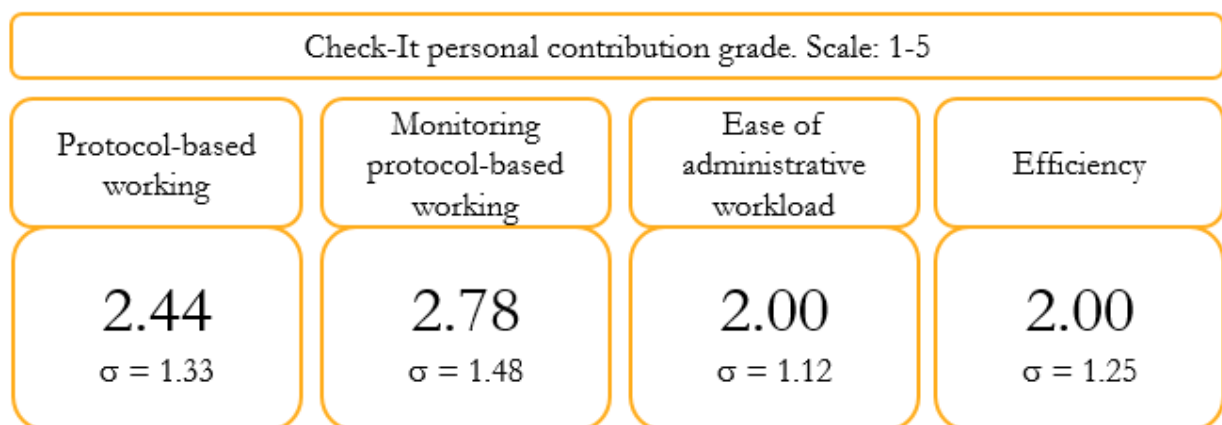 Check-It personal contribution grade. Scale: 1-5
Protocol-based
working
Monitoring
protocol-based
working
Ease of
administrative
workload
Efficiency
2.44
σ = 1.33
2.78
σ = 1.48
2.00
σ = 1.12
2.00
σ = 1.25